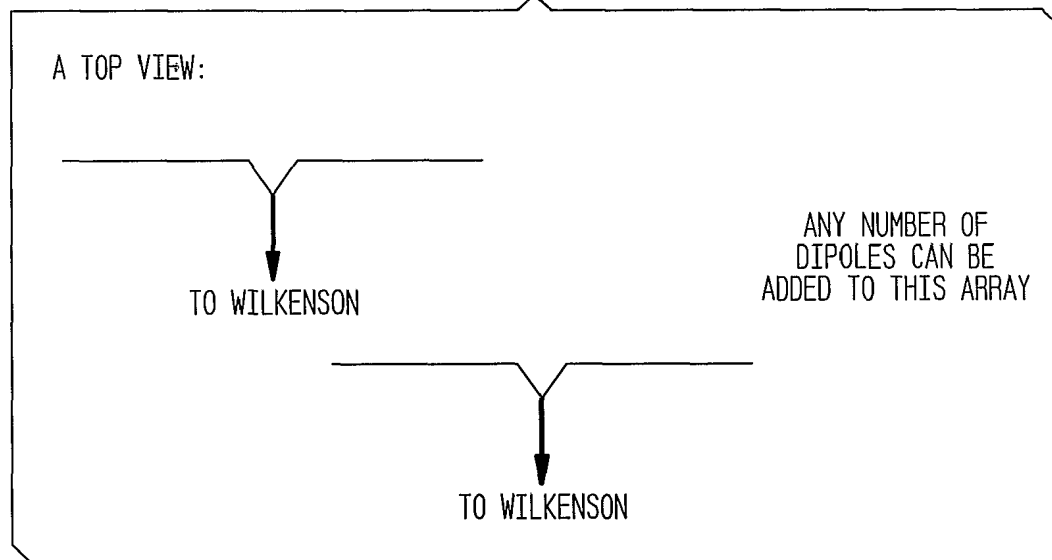 A TOP VIEW:
TO WILKENSON
ANY NUMBER OF
DIPOLES CAN BE
ADDED TO THIS ARRAY
TO WILKENSON